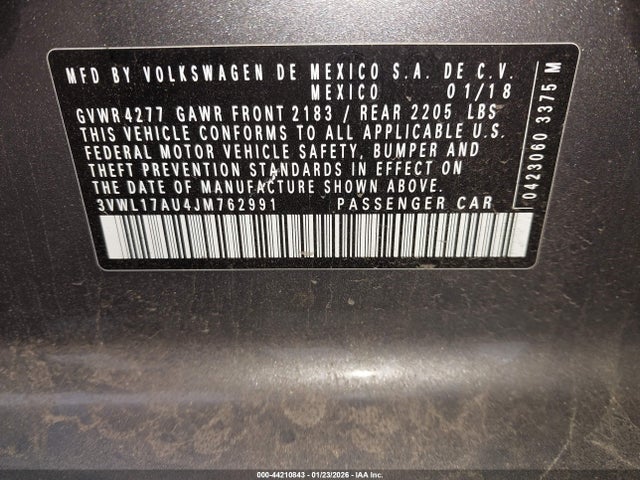 MFD BY VOLKSWAGEN DE MEXICO S.A. DE C.V.
MEXICO 01/18
GVWR 4277 GAWR FRONT 2183 / REAR 2205 LBS
THIS VEHICLE CONFORMS TO ALL APPLICABLE U.S.
FEDERAL MOTOR VEHICLE SAFETY, BUMPER AND
THEFT PREVENTION STANDARDS IN EFFECT ON
THE DATE OF MANUFACTURE SHOWN ABOVE.
3VWL17AU4JM762991 PASSENGER CAR
0423060 3375 M
000-44210843 - 01/23/2026 - IAA Inc.